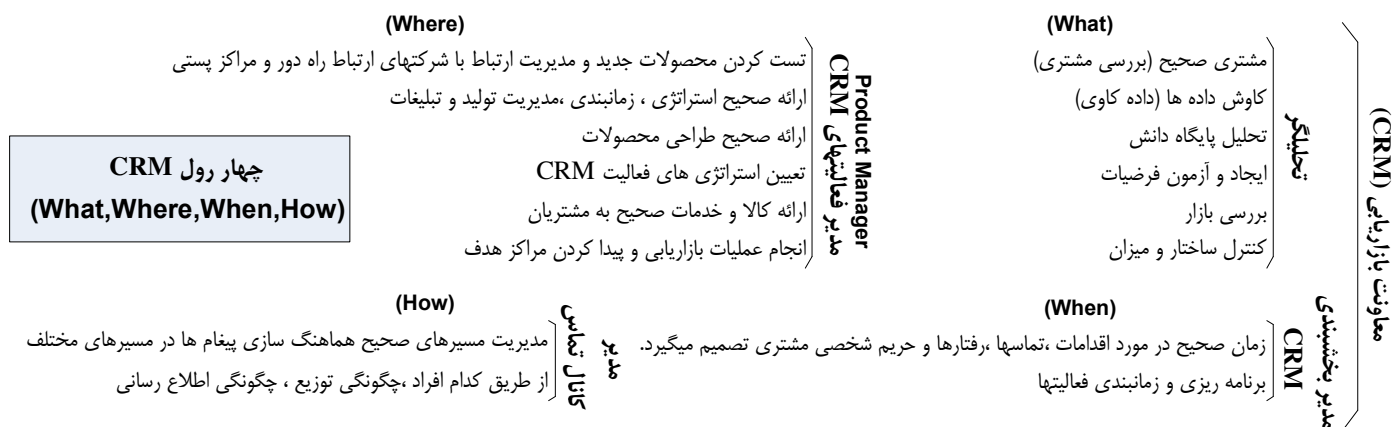 معاونت بازاریابی (CRM)
(What)
تحلیلگر
مشتری صحیح (بررسی مشتری)
کاوش داده ها (داده کاوی)
تحلیل پایگاه دانش
ایجاد و آزمون فرضیات
بررسی بازار
کنترل ساختار و میزان
(Where)
Product Manager
مدیر فعالیتهای CRM
تست کردن محصولات جدید و مدیریت ارتباط با شرکتهای ارتباط راه دور و مراکز پستی
ارائه صحیح استراتژی ، زمانبندی ،مدیریت تولید و تبلیغات
ارائه صحیح طراحی محصولات
تعیین استراتژی های فعالیت CRM
ارائه کالا و خدمات صحیح به مشتریان
انجام عملیات بازاریابی و پیدا کردن مراکز هدف
چهار رول CRM
(What,Where,When,How)
(When)
مدیر بخشبندی
CRM
زمان صحیح در مورد اقدامات ،تماسها ،رفتارها و حریم شخصی مشتری تصمیم میگیرد.
برنامه ریزی و زمانبندی فعالیتها
(How)
مدیر
کانال تماس
مدیریت مسیرهای صحیح هماهنگ سازی پیغام ها در مسیرهای مختلف
از طریق کدام افراد ،چگونگی توزیع ، چگونگی اطلاع رسانی